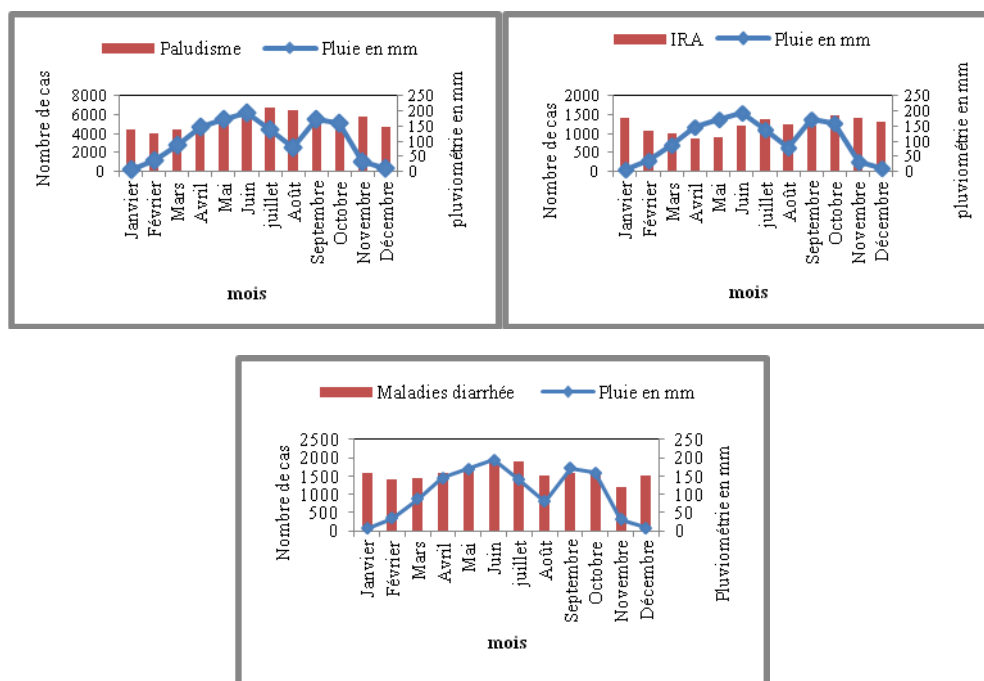 Paludisme Pluie en mm
Nombre de cas
8000
6000
4000
2000
0
250
200
150
100
50
0
pluviométrie en mm
Janvier
Février
Mars
Avril
Mai
Juin
juillet
Août
Septembre
Octobre
Novembre
Décembre
mois
IRA Pluie en mm
Nombre de cas
2000
1500
1000
500
0
250
200
150
100
50
0
pluviométrie en mm
Janvier
Février
Mars
Avril
Mai
Juin
juillet
Août
Septembre
Octobre
Novembre
Décembre
mois
Maladies diarrhée Pluie en mm
Nombre de cas
2500
2000
1500
1000
500
0
250
200
150
100
50
0
Pluviométrie en mm
Janvier
Février
Mars
Avril
Mai
Juin
juillet
Août
Septembre
Octobre
Novembre
Décembre
mois